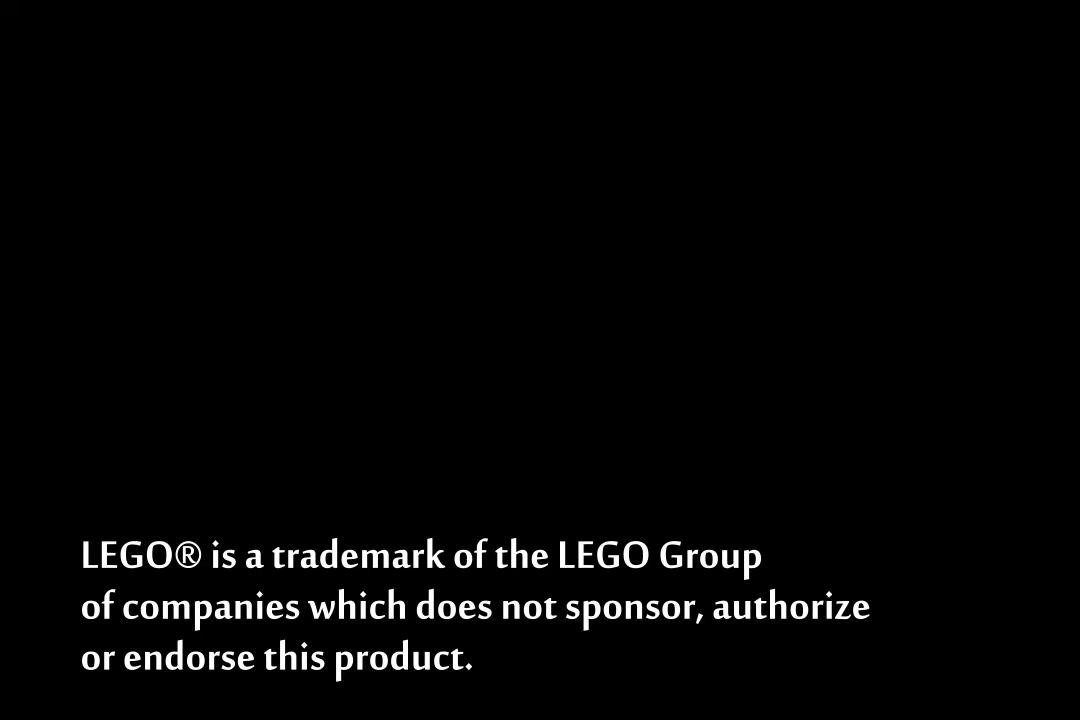 LEGO® is a trademark of the LEGO Group
of companies which does not sponsor, authorize
or endorse this product.